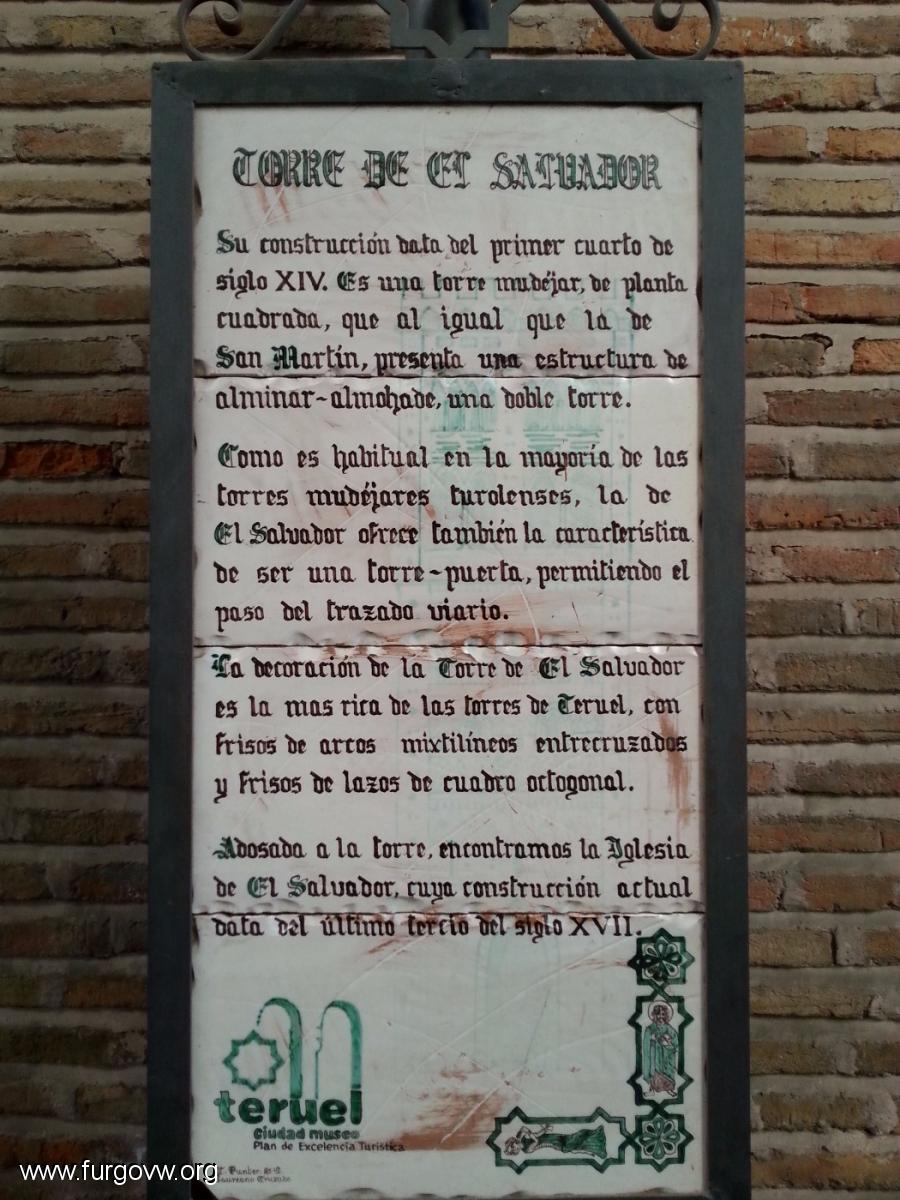 TORRE DE EL SALVADOR
Su construcción data del primer cuarto de
siglo XIV. Es una torre mudéjar, de planta
cuadrada, que al igual que la de
San Martín, presenta una estructura de
alminar-almohade, una doble torre.
Como es habitual en la mayoría de las
torres mudéjares turolenses, la de
El Salvador ofrece también la característica
de ser una torre-puerta, permitiendo el
paso del trazado viario.
La decoración de la Torre de El Salvador
es la mas rica de las torres de Teruel, con
frisos de arcos mixtilíneos entrecruzados
y frisos de lazos de cuadro octogonal.
Adosada a la torre, encontramos la Iglesia
de El Salvador, cuya construcción actual
data del último tercio del siglo XVII.
teruel
Ciudad museo
Plan de Excelencia Turística
www.furgovw.org